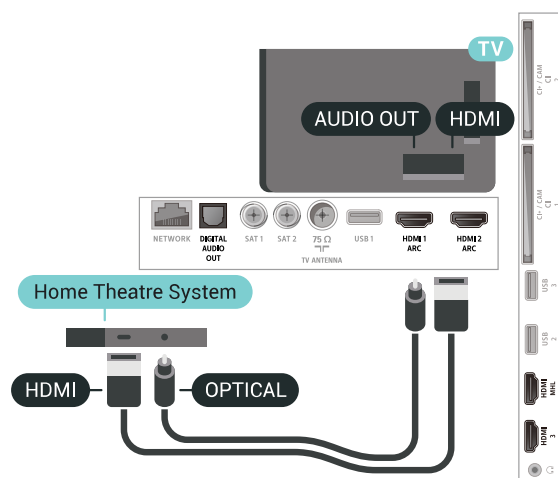 TV
AUDIO OUT
HDMI
NETWORK
DIGITAL
AUDIO
OUT
SAT 1
SAT 2
75 Ω
TV ANTENNA
USB 1
HDMI 1
ARC
HDMI 2
ARC
Home Theatre System
HDMI
OPTICAL
CI+ / CAM
CI
CI+ / CAM
CI
USB
3
USB
2
HDMI
MHL
HDMI
3